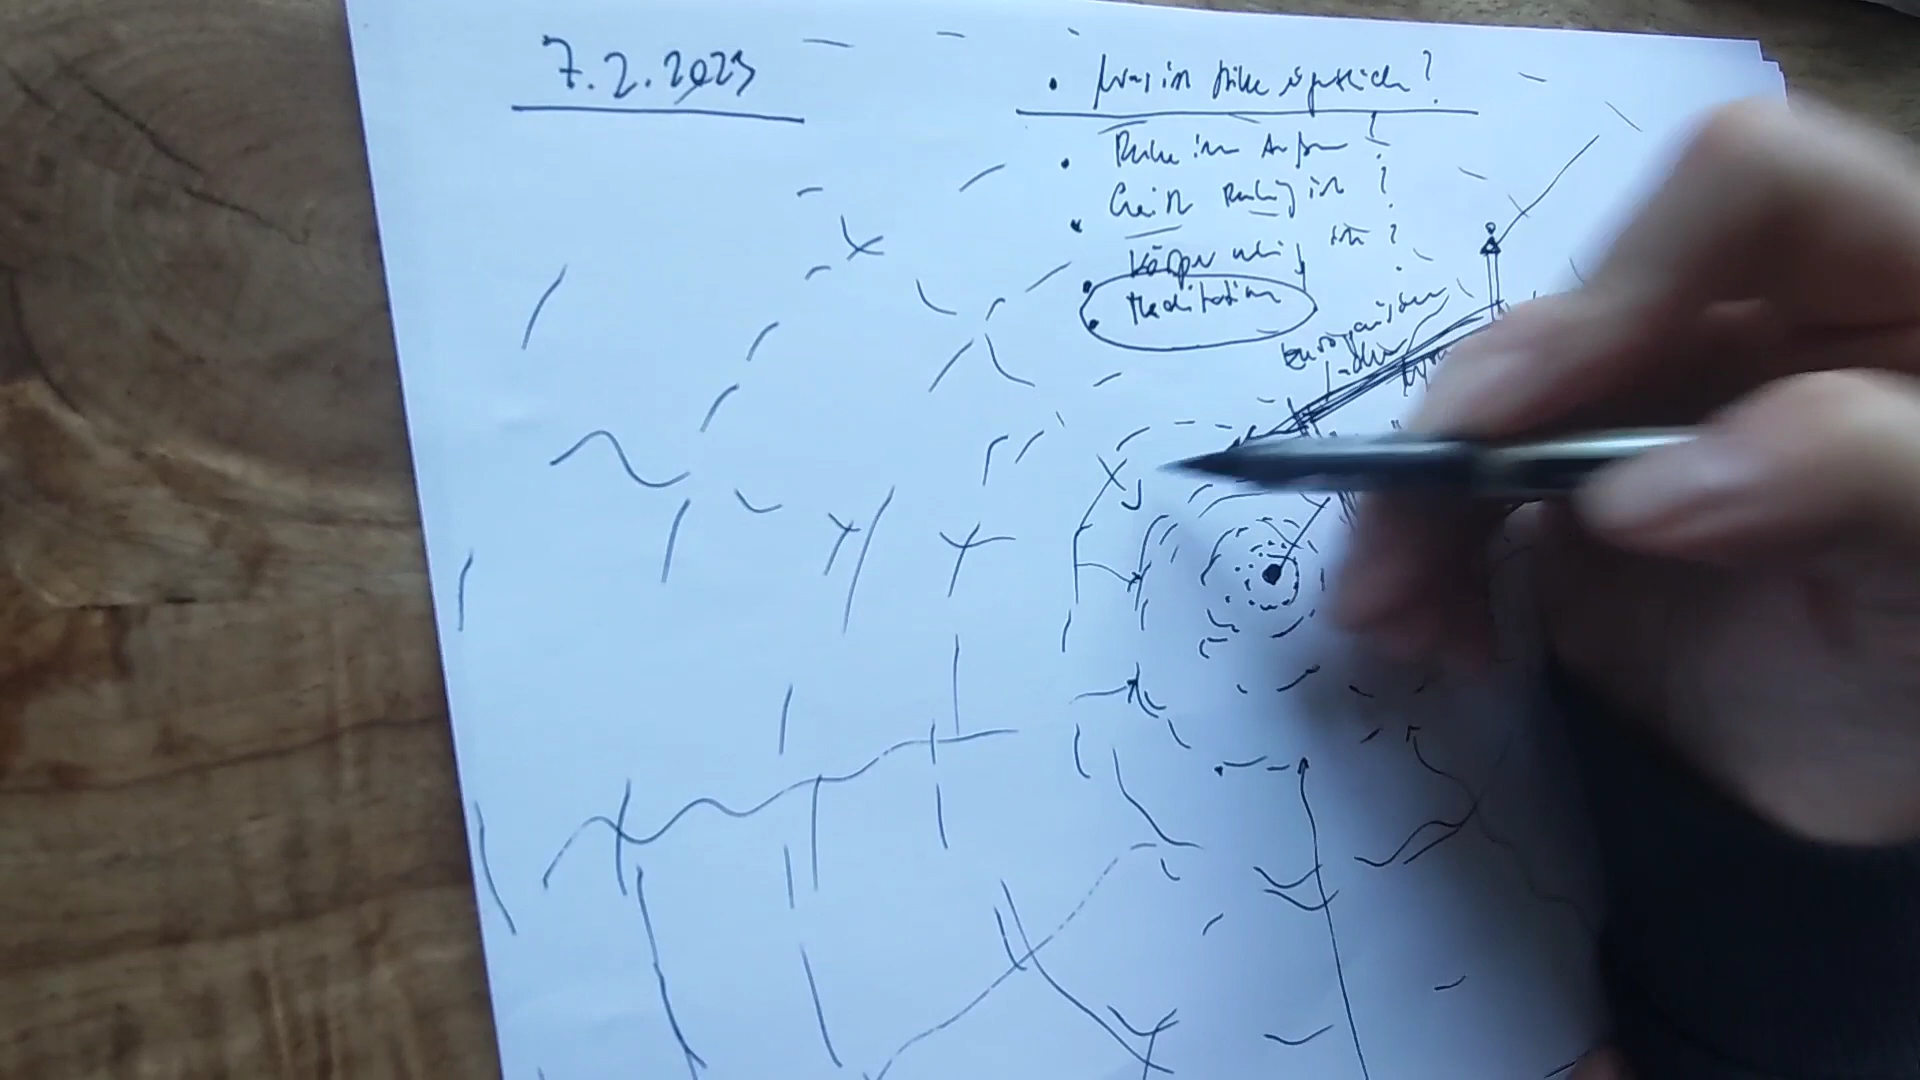 7.2.2023
• Was ist Stille eigentlich?
• Ruhe im Außen?
• Geist Ruhig ist?
• Körper ruhig ist?
• Meditation